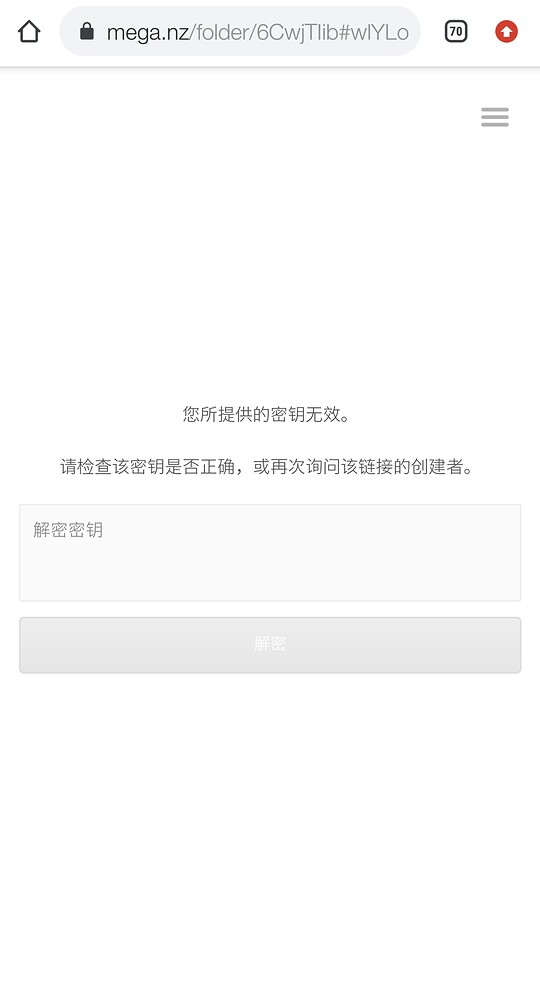 mega.nz/folder/6CwjTlib#wlYLo
70
您所提供的密钥无效。
请检查该密钥是否正确，或再次询问该链接的创建者。
解密密钥
解密